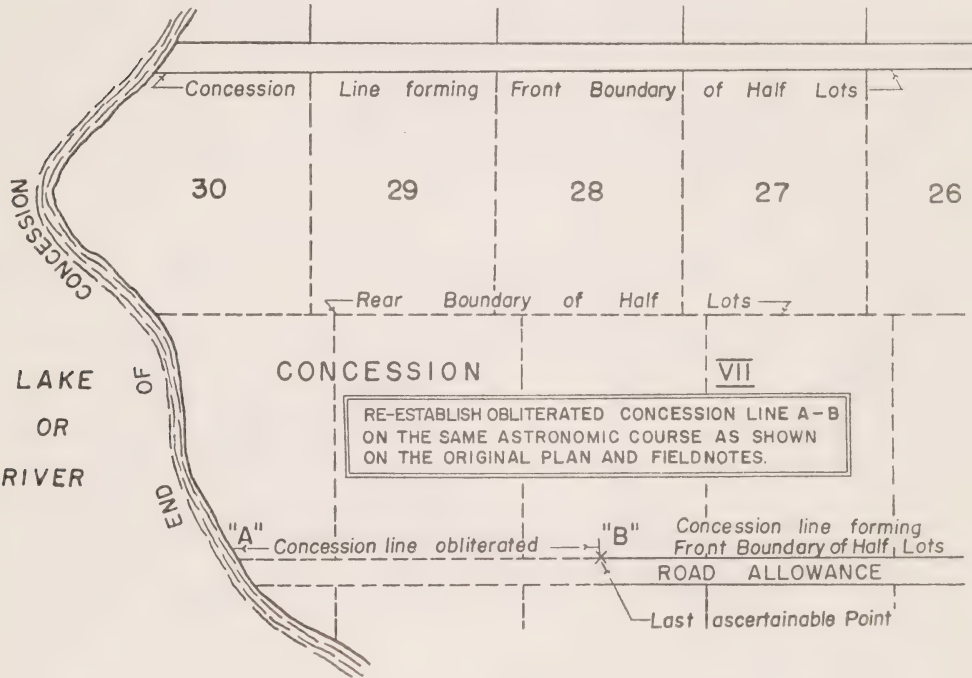 Concession Line forming Front Boundary of Half Lots
30 29 28 27 26
CONCESSION
OF
END
Rear Boundary of Half Lots
LAKE
OR
RIVER
CONCESSION VII
RE-ESTABLISH OBLITERATED CONCESSION LINE A-B
ON THE SAME ASTRONOMIC COURSE AS SHOWN
ON THE ORIGINAL PLAN AND FIELDNOTES.
"A" Concession line obliterated "B"
Concession line forming
Front Boundary of Half Lots
ROAD ALLOWANCE
Last ascertainable Point